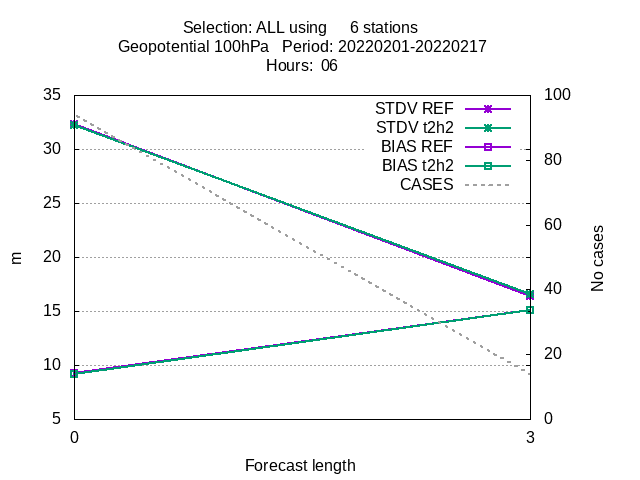 Selection: ALL using     6 stations
Geopotential 100hPa   Period: 20220201-20220217
Hours:  06
35
30
25
20
15
10
5
100
80
60
40
20
0
0
3
m
No cases
Forecast length
STDV REF
STDV t2h2
BIAS REF
BIAS t2h2
CASES